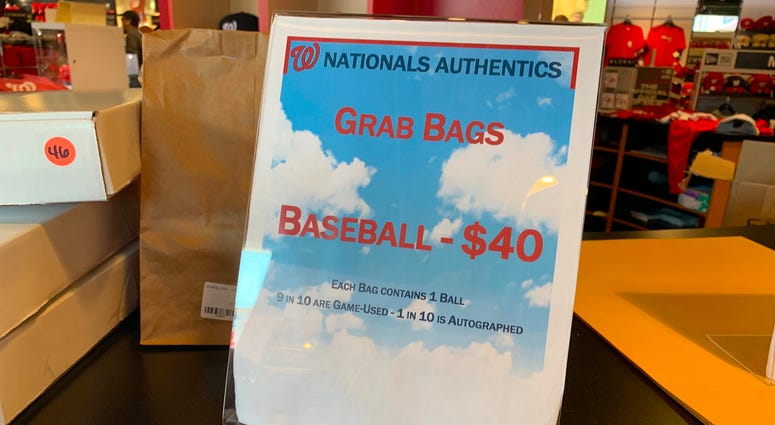 W NATIONALS AUTHENTICS
GRAB BAGS
BASEBALL - $40
EACH BAG CONTAINS 1 BALL
9 IN 10 ARE GAME-USED - 1 IN 10 IS AUTOGRAPHED
46